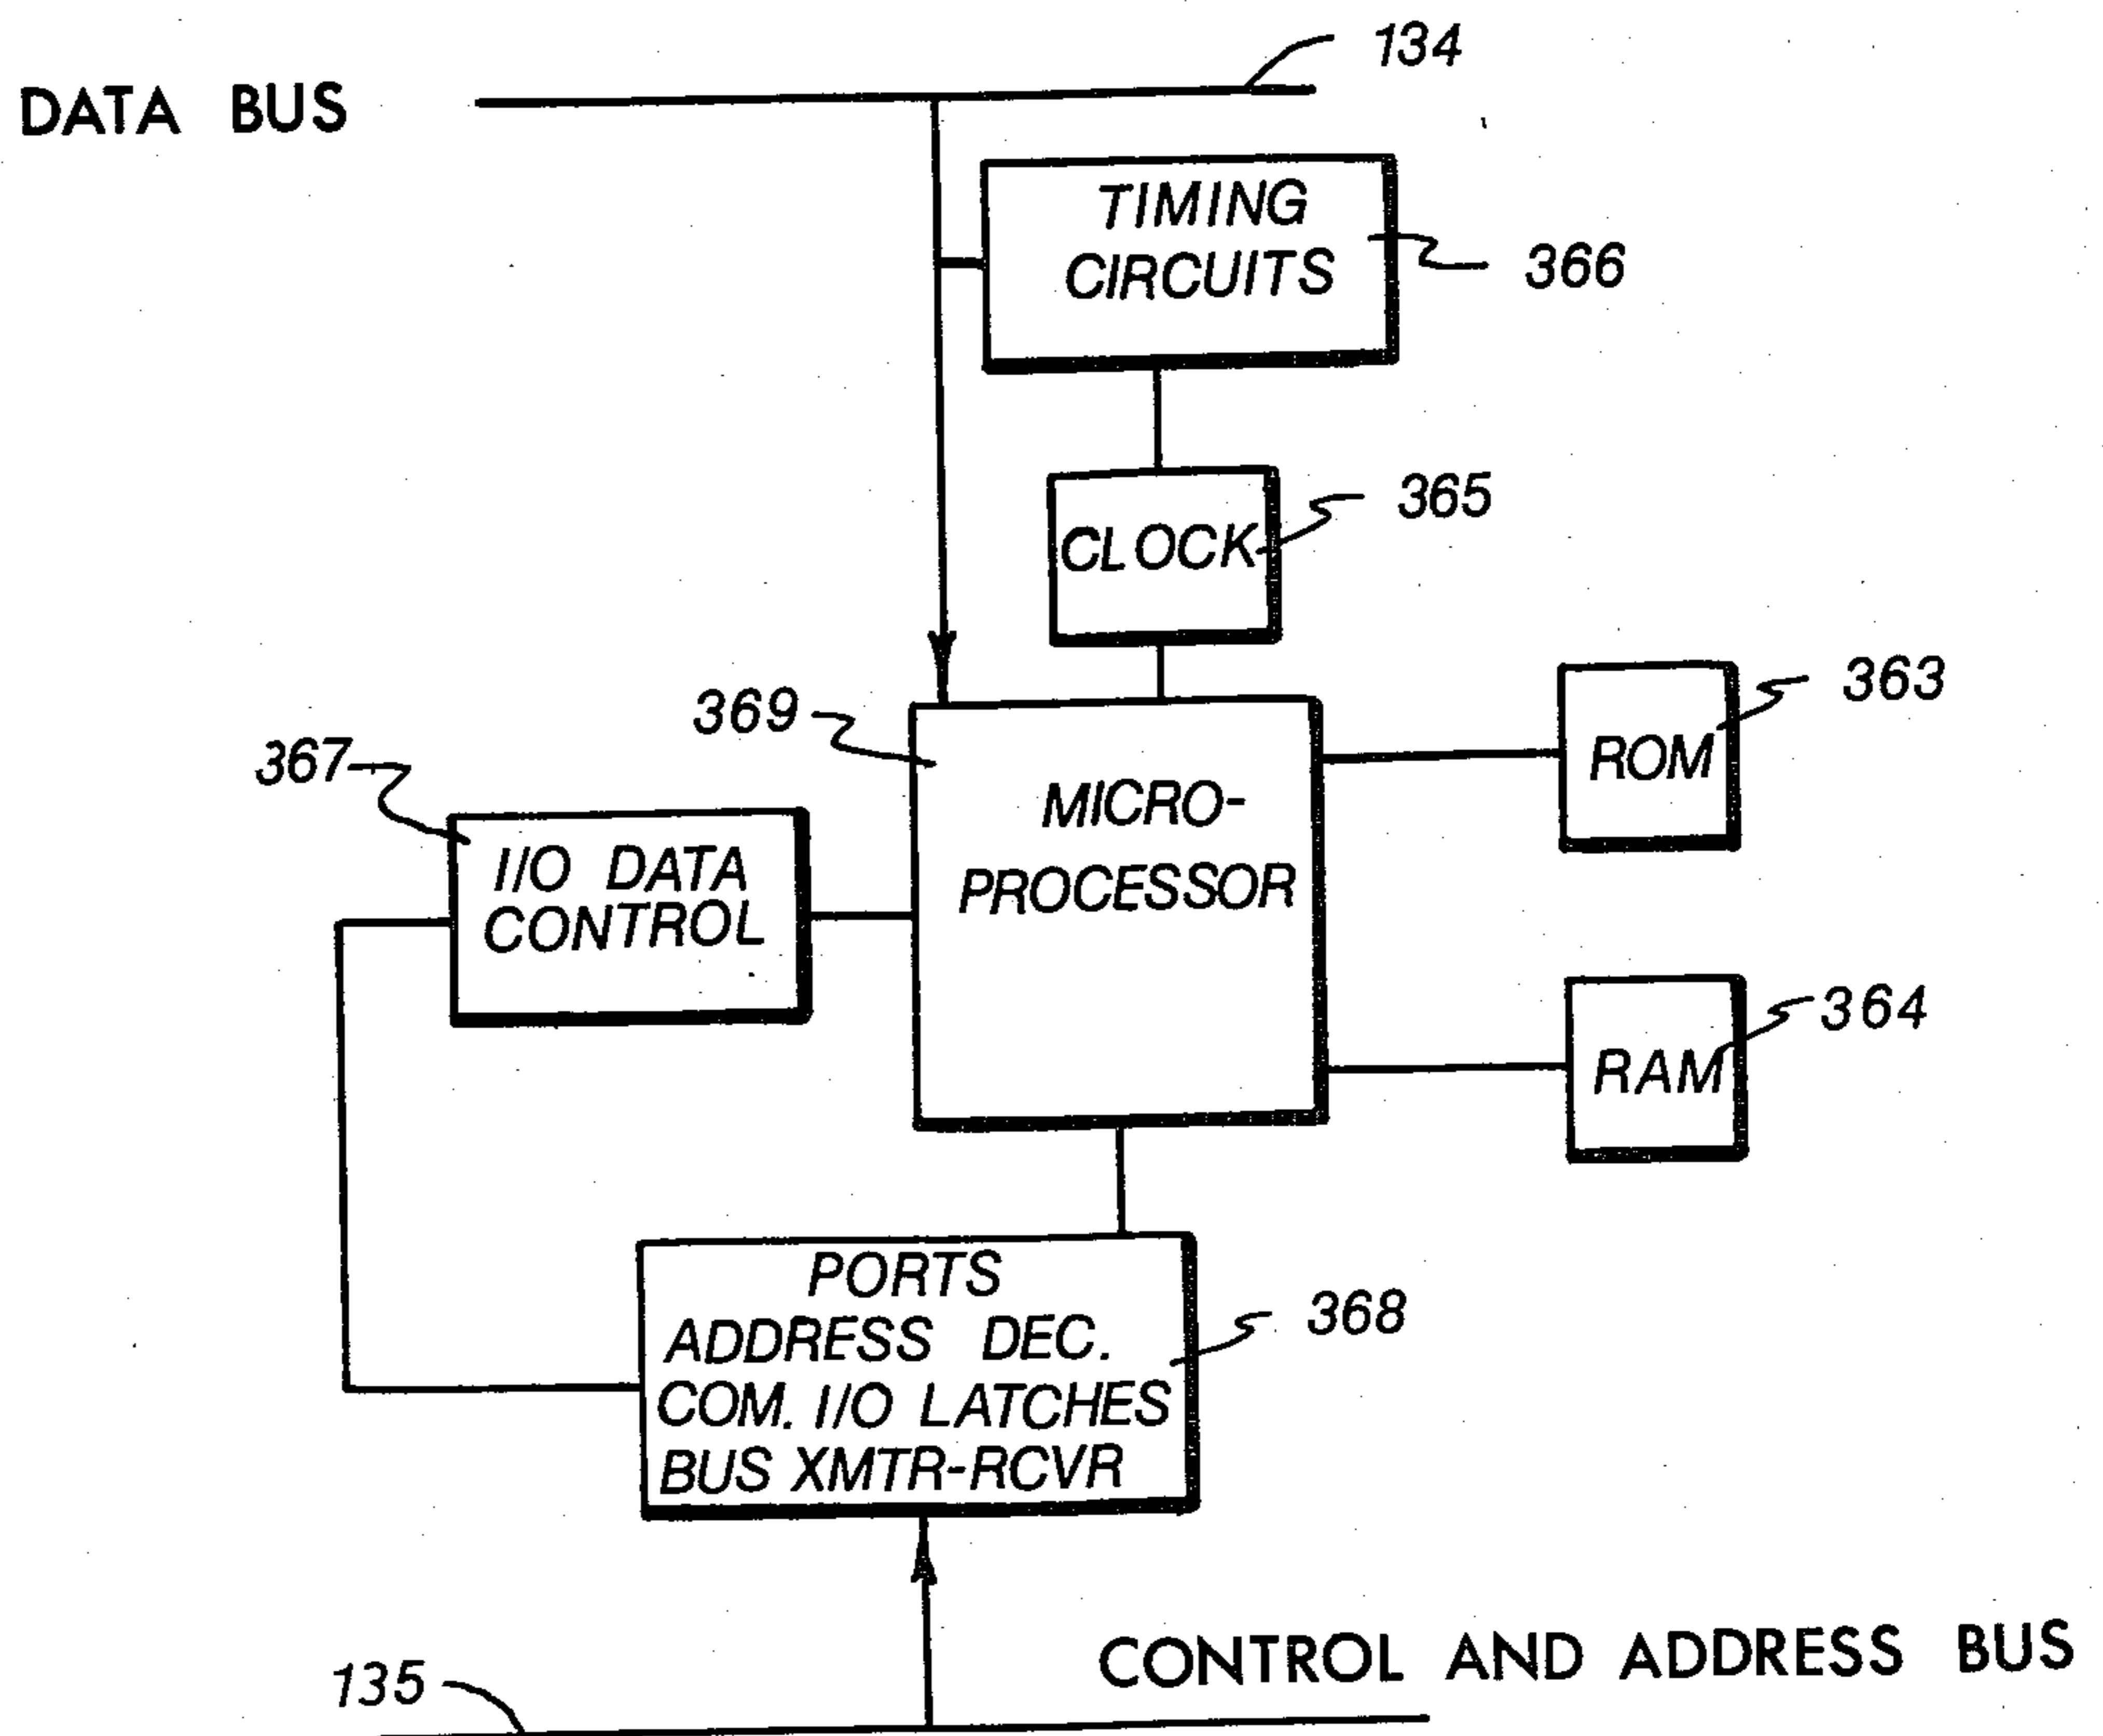 134
DATA BUS
TIMING
CIRCUITS
366
365
CLOCK
363
ROM
369
367
MICRO-
PROCESSOR
I/O DATA
CONTROL
364
RAM
PORTS
ADDRESS DEC.
COM. I/O LATCHES
BUS XMTR-RCVR
368
CONTROL AND ADDRESS BUS
135